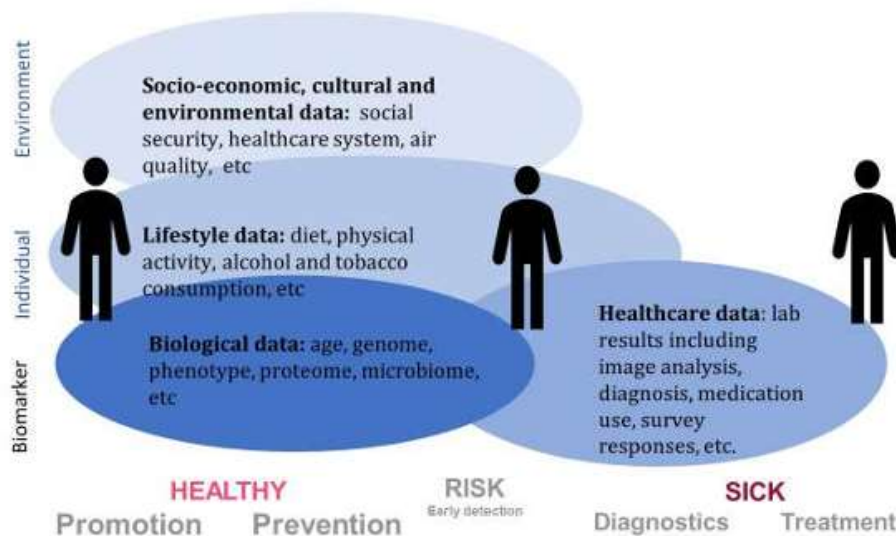 Environment
Socio-economic, cultural and
environmental data: social
security, healthcare system, air
quality, etc
Individual
Lifestyle data: diet, physical
activity, alcohol and tobacco
consumption, etc
Biomarker
Biological data: age, genome,
phenotype, proteome, microbiome,
etc
Healthcare data: lab
results including
image analysis,
diagnosis, medication
use, survey
responses, etc.
HEALTHY
RISK
SICK
Early detection
Promotion Prevention
Diagnostics Treatment